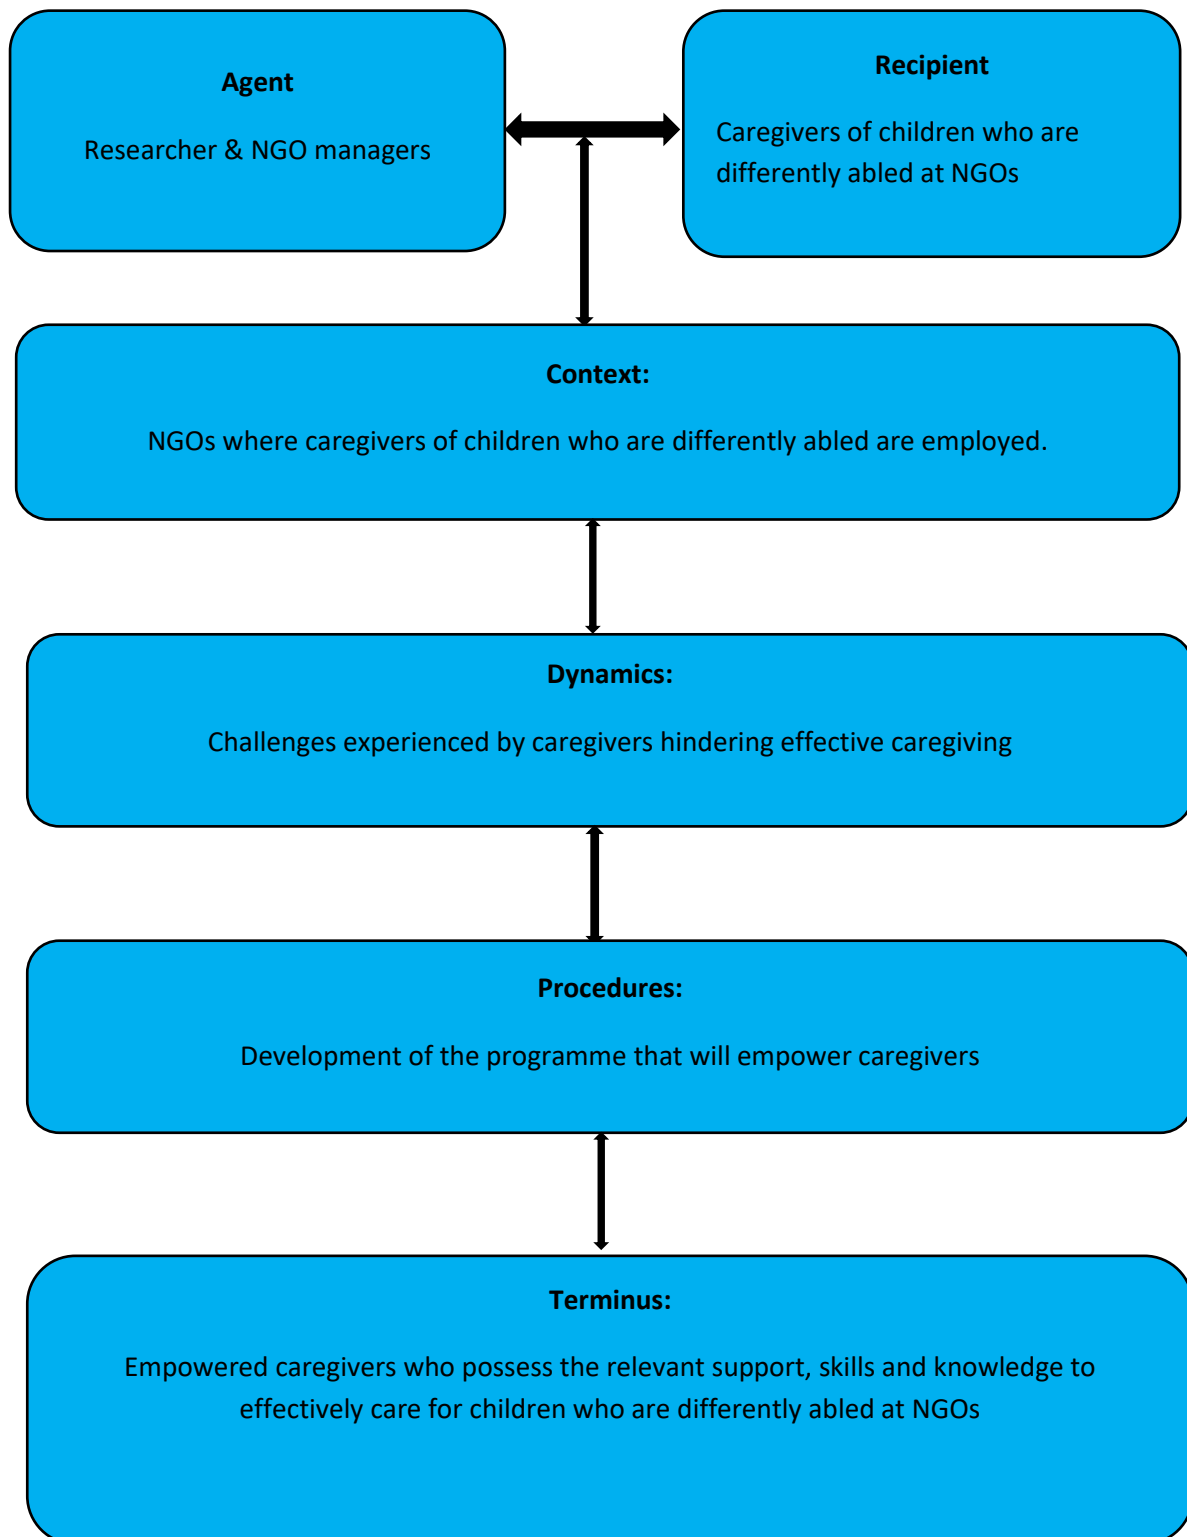 Agent
Researcher & NGO managers
Recipient
Caregivers of children who are
differently abled at NGOs
Context:
NGOs where caregivers of children who are differently abled are employed.
Dynamics:
Challenges experienced by caregivers hindering effective caregiving
Procedures:
Development of the programme that will empower caregivers
Terminus:
Empowered caregivers who possess the relevant support, skills and knowledge to
effectively care for children who are differently abled at NGOs